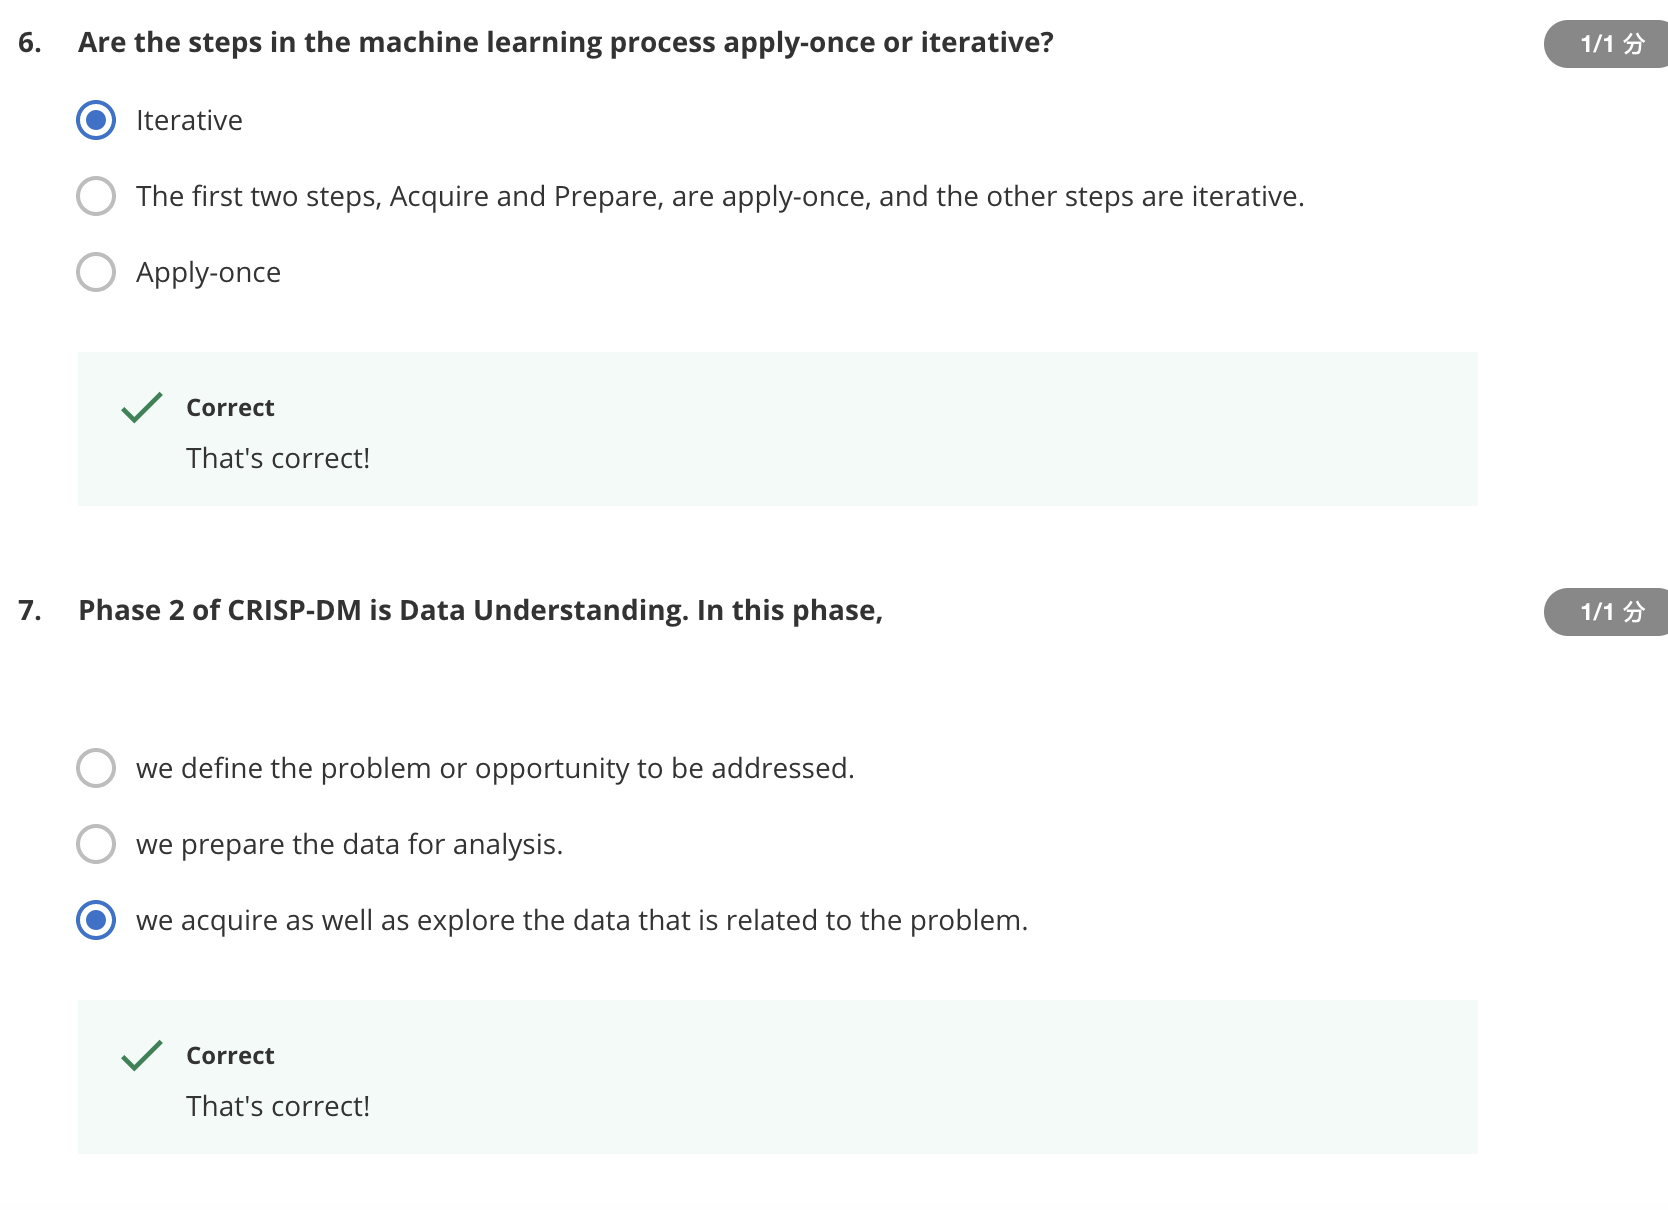 6. Are the steps in the machine learning process apply-once or iterative?
1/1 分
Iterative
The first two steps, Acquire and Prepare, are apply-once, and the other steps are iterative.
Apply-once
Correct
That's correct!
7. Phase 2 of CRISP-DM is Data Understanding. In this phase,
1/1 分
we define the problem or opportunity to be addressed.
we prepare the data for analysis.
we acquire as well as explore the data that is related to the problem.
Correct
That's correct!